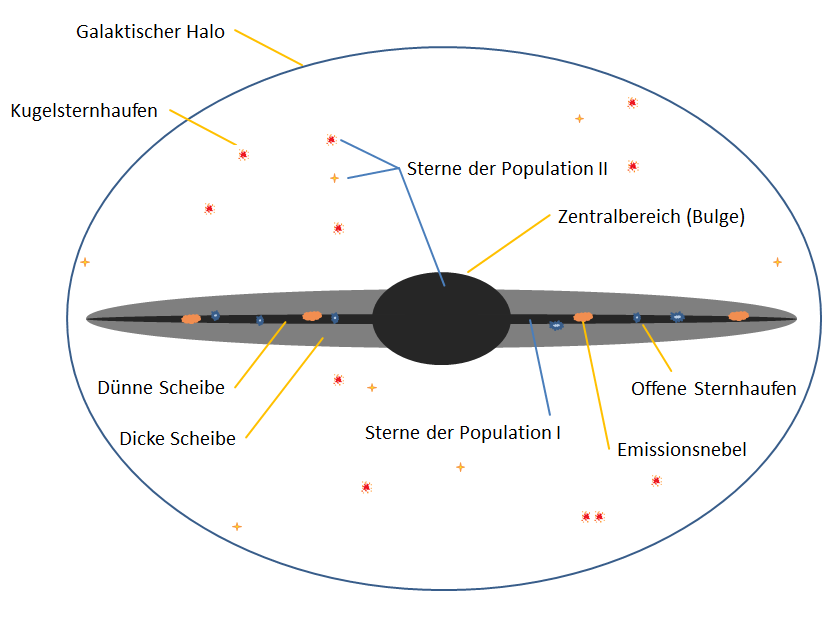 Galaktischer Halo
Kugelsternhaufen
Sterne der Population II
Zentralbereich (Bulge)
Dünne Scheibe
Offene Sternhaufen
Dicke Scheibe
Sterne der Population I
Emissionsnebel